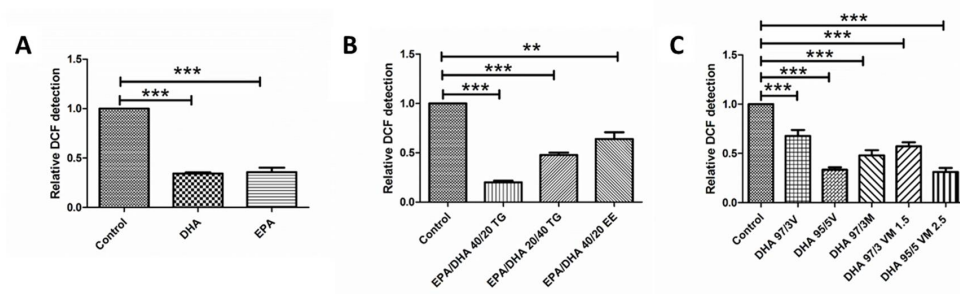 A
Relative DCF detection
1.5
1.0
0.5
0.0
***
***
Control
DHA
EPA
B
Relative DCF detection
1.5
1.0
0.5
0.0
**
***
***
Control
EPA/DHA 40/20 TG
EPA/DHA 20/40 TG
EPA/DHA 40/20 EE
C
Relative DCF detection
1.5
1.0
0.5
0.0
***
***
***
***
***
Control
DHA 97/3V
DHA 95/5V
DHA 97/3M
DHA 97/3 VM 1.5
DHA 95/5 VM 2.5